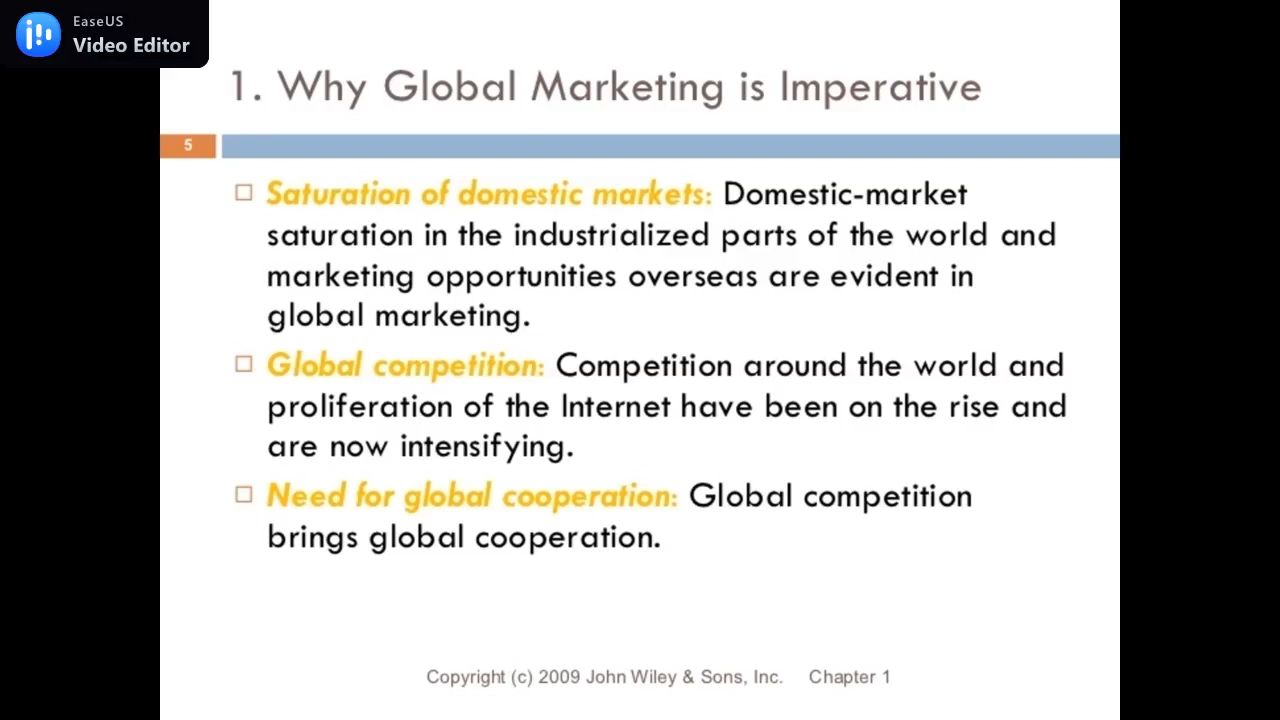 EaseUS
Video Editor
1. Why Global Marketing is Imperative
5
Saturation of domestic markets: Domestic-market
saturation in the industrialized parts of the world and
marketing opportunities overseas are evident in
global marketing.
Global competition: Competition around the world and
proliferation of the Internet have been on the rise and
are now intensifying.
Need for global cooperation: Global competition
brings global cooperation.
Copyright (c) 2009 John Wiley & Sons, Inc. Chapter 1